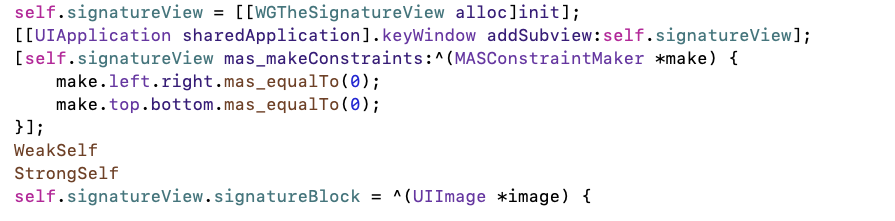 self.signatureView = [[WGTheSignatureView alloc]init];
[[UIApplication sharedApplication].keyWindow addSubview:self.signatureView];
[self.signatureView mas_makeConstraints:^(MASConstraintMaker *make) {
    make.left.right.mas_equalTo(0);
    make.top.bottom.mas_equalTo(0);
}];
WeakSelf
StrongSelf
self.signatureView.signatureBlock = ^(UIImage *image) {